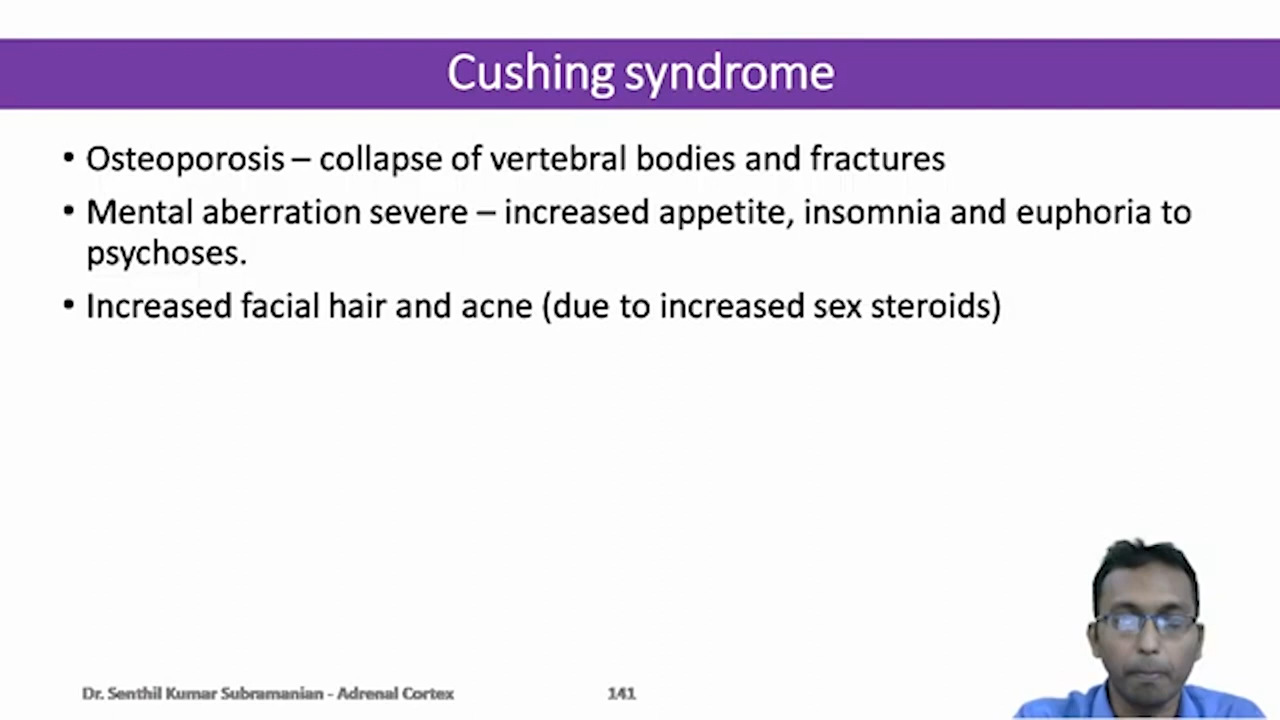 Cushing syndrome
• Osteoporosis – collapse of vertebral bodies and fractures
• Mental aberration severe – increased appetite, insomnia and euphoria to
psychoses.
• Increased facial hair and acne (due to increased sex steroids)
Dr. Senthil Kumar Subramanian - Adrenal Cortex 141